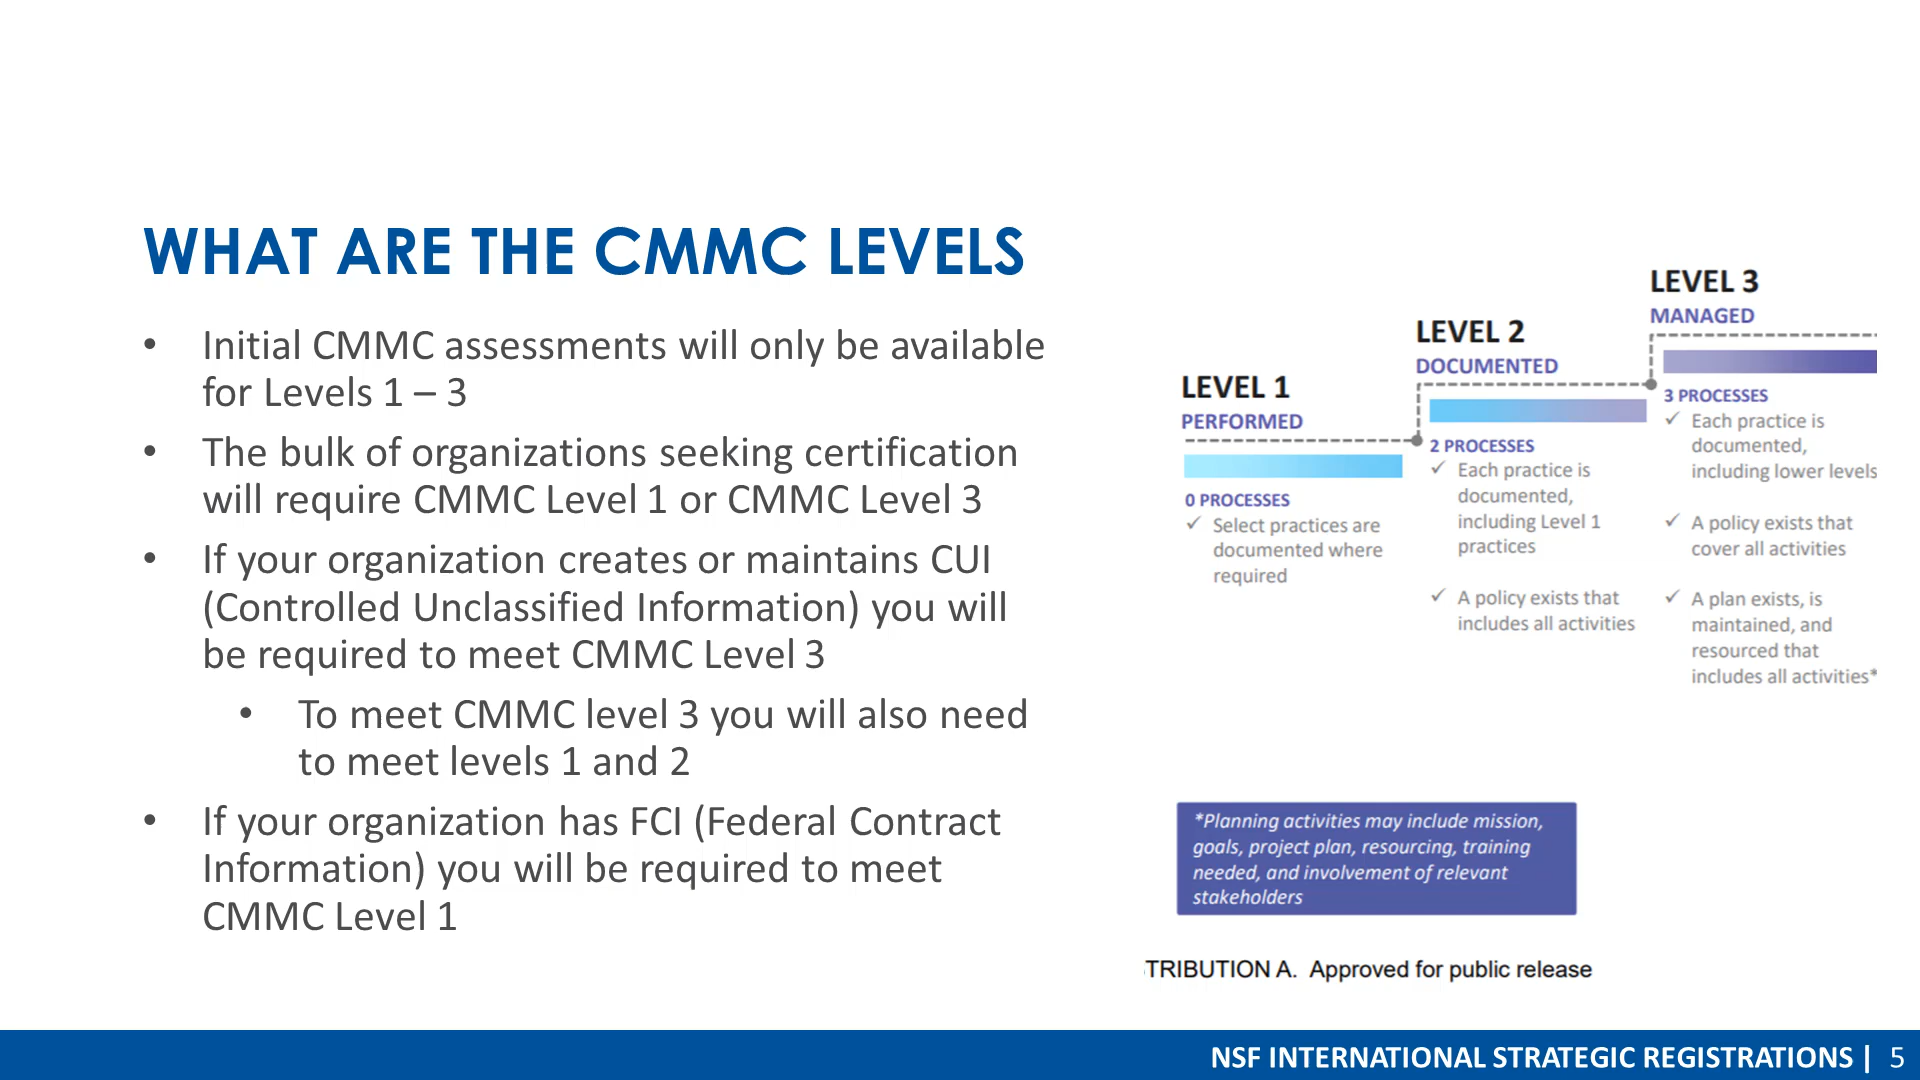 WHAT ARE THE CMMC LEVELS
• Initial CMMC assessments will only be available
for Levels 1 – 3
• The bulk of organizations seeking certification
will require CMMC Level 1 or CMMC Level 3
• If your organization creates or maintains CUI
(Controlled Unclassified Information) you will
be required to meet CMMC Level 3
• To meet CMMC level 3 you will also need
to meet levels 1 and 2
• If your organization has FCI (Federal Contract
Information) you will be required to meet
CMMC Level 1
LEVEL 1
PERFORMED
0 PROCESSES
✓ Select practices are
documented where
required
LEVEL 2
DOCUMENTED
2 PROCESSES
✓ Each practice is
documented,
including Level 1
practices
✓ A policy exists that
includes all activities
LEVEL 3
MANAGED
3 PROCESSES
✓ Each practice is
documented,
including lower levels
✓ A policy exists that
cover all activities
✓ A plan exists, is
maintained, and
resourced that
includes all activities*
*Planning activities may include mission,
goals, project plan, resourcing, training
needed, and involvement of relevant
stakeholders
TRIBUTION A. Approved for public release
NSF INTERNATIONAL STRATEGIC REGISTRATIONS | 5